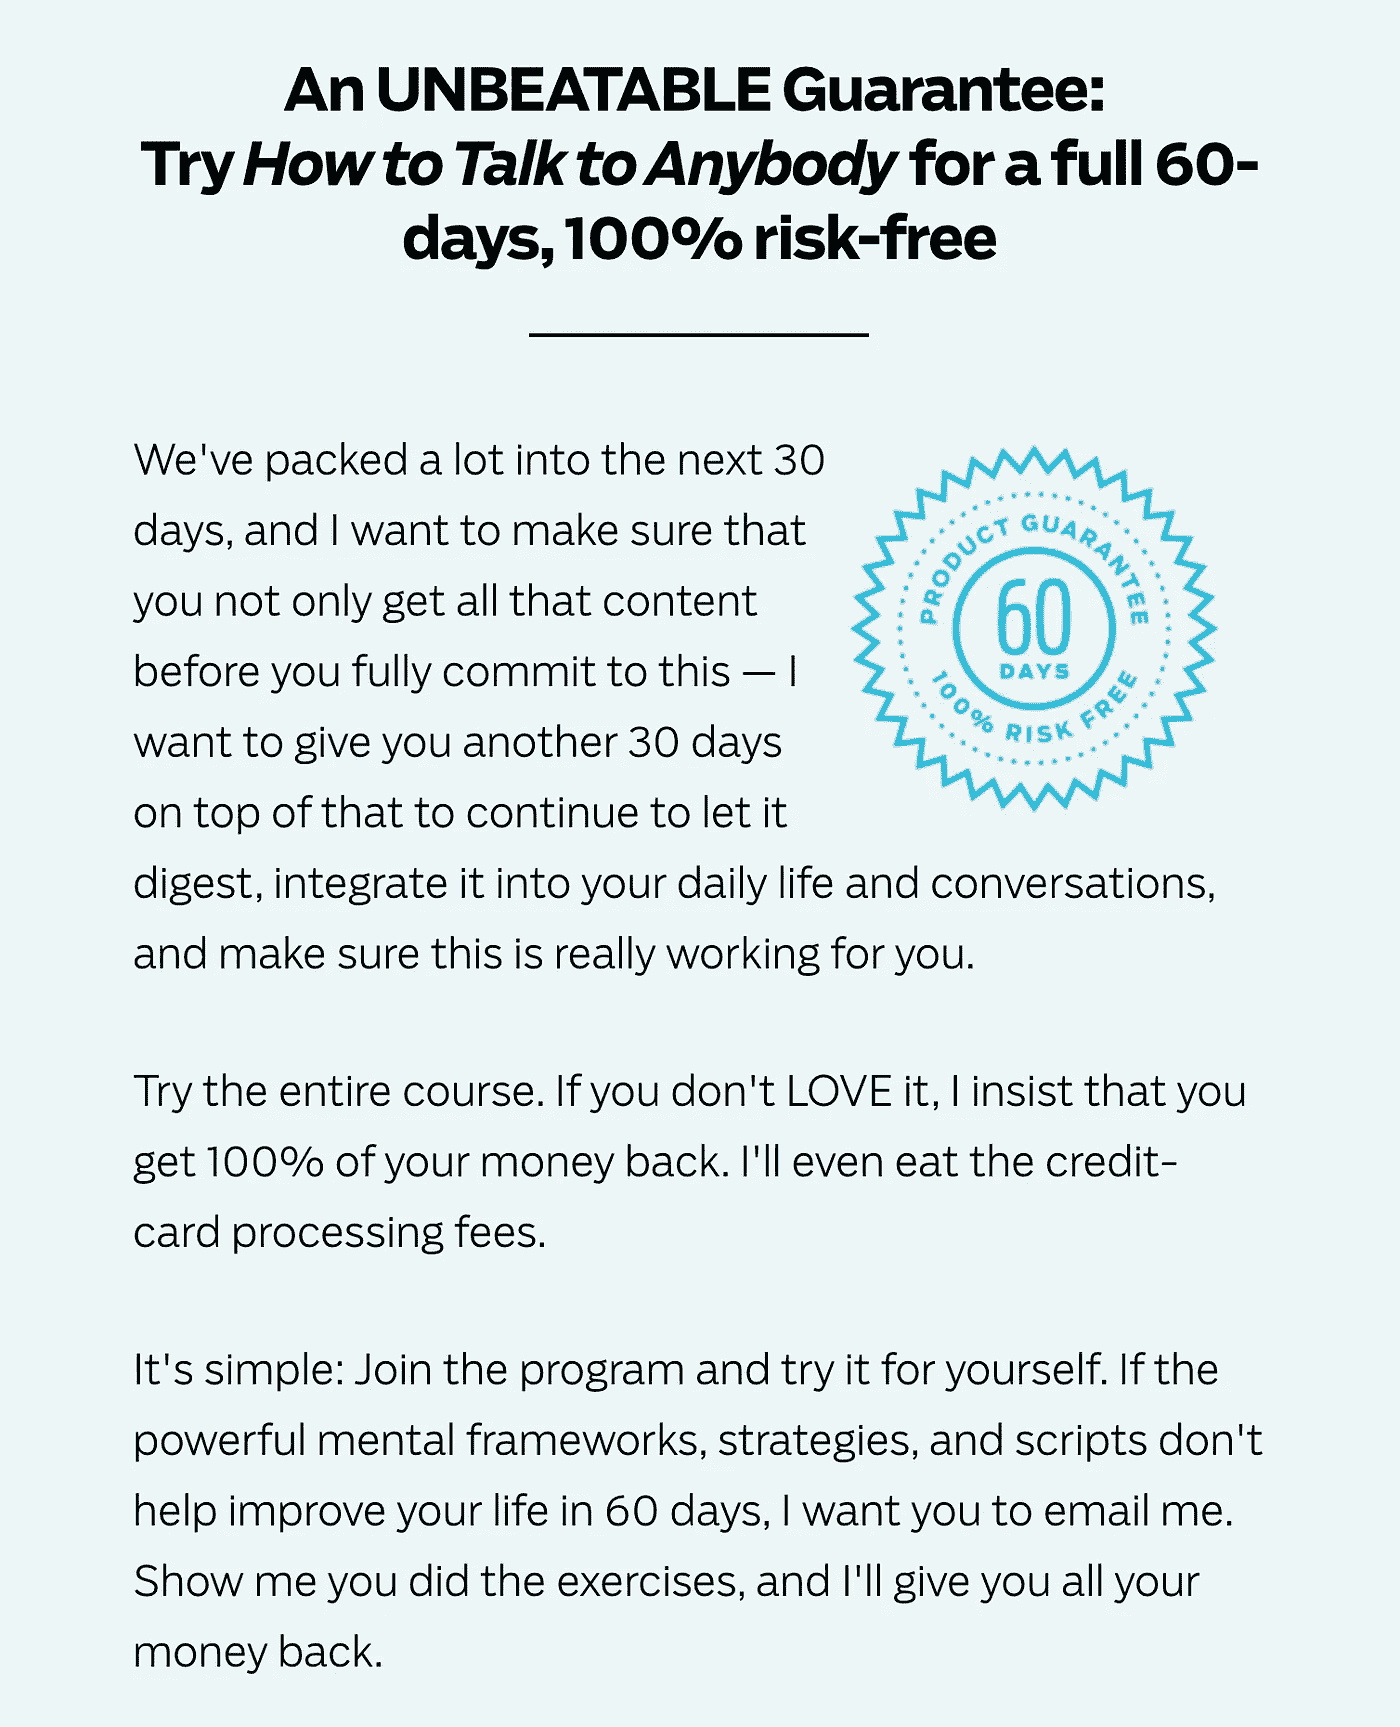 An UNBEATABLE Guarantee:
Try How to Talk to Anybody for a full 60-
days, 100% risk-free
We've packed a lot into the next 30
days, and I want to make sure that
you not only get all that content
before you fully commit to this — I
want to give you another 30 days
on top of that to continue to let it
digest, integrate it into your daily life and conversations,
and make sure this is really working for you.
PRODUCT GUARANTEE
60
DAYS
100% RISK FREE
Try the entire course. If you don't LOVE it, I insist that you
get 100% of your money back. I'll even eat the credit-
card processing fees.
It's simple: Join the program and try it for yourself. If the
powerful mental frameworks, strategies, and scripts don't
help improve your life in 60 days, I want you to email me.
Show me you did the exercises, and I'll give you all your
money back.